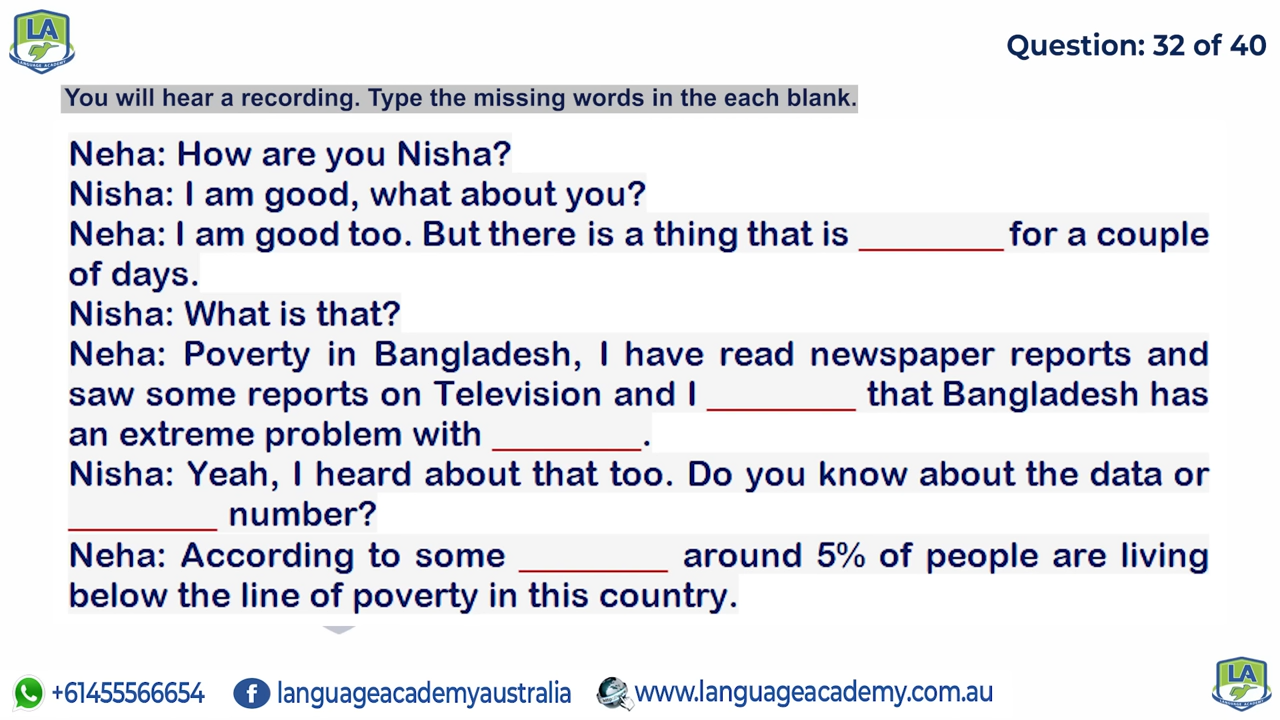 LA
LANGUAGE ACADEMY
Question: 32 of 40
You will hear a recording. Type the missing words in the each blank.
Neha: How are you Nisha?
Nisha: I am good, what about you?
Neha: I am good too. But there is a thing that is ________ for a couple
of days.
Nisha: What is that?
Neha: Poverty in Bangladesh, I have read newspaper reports and
saw some reports on Television and I ________ that Bangladesh has
an extreme problem with ________.
Nisha: Yeah, I heard about that too. Do you know about the data or
________ number?
Neha: According to some ________ around 5% of people are living
below the line of poverty in this country.
+61455566654 languageacademyaustralia www.languageacademy.com.au
LA
LANGUAGE ACADEMY